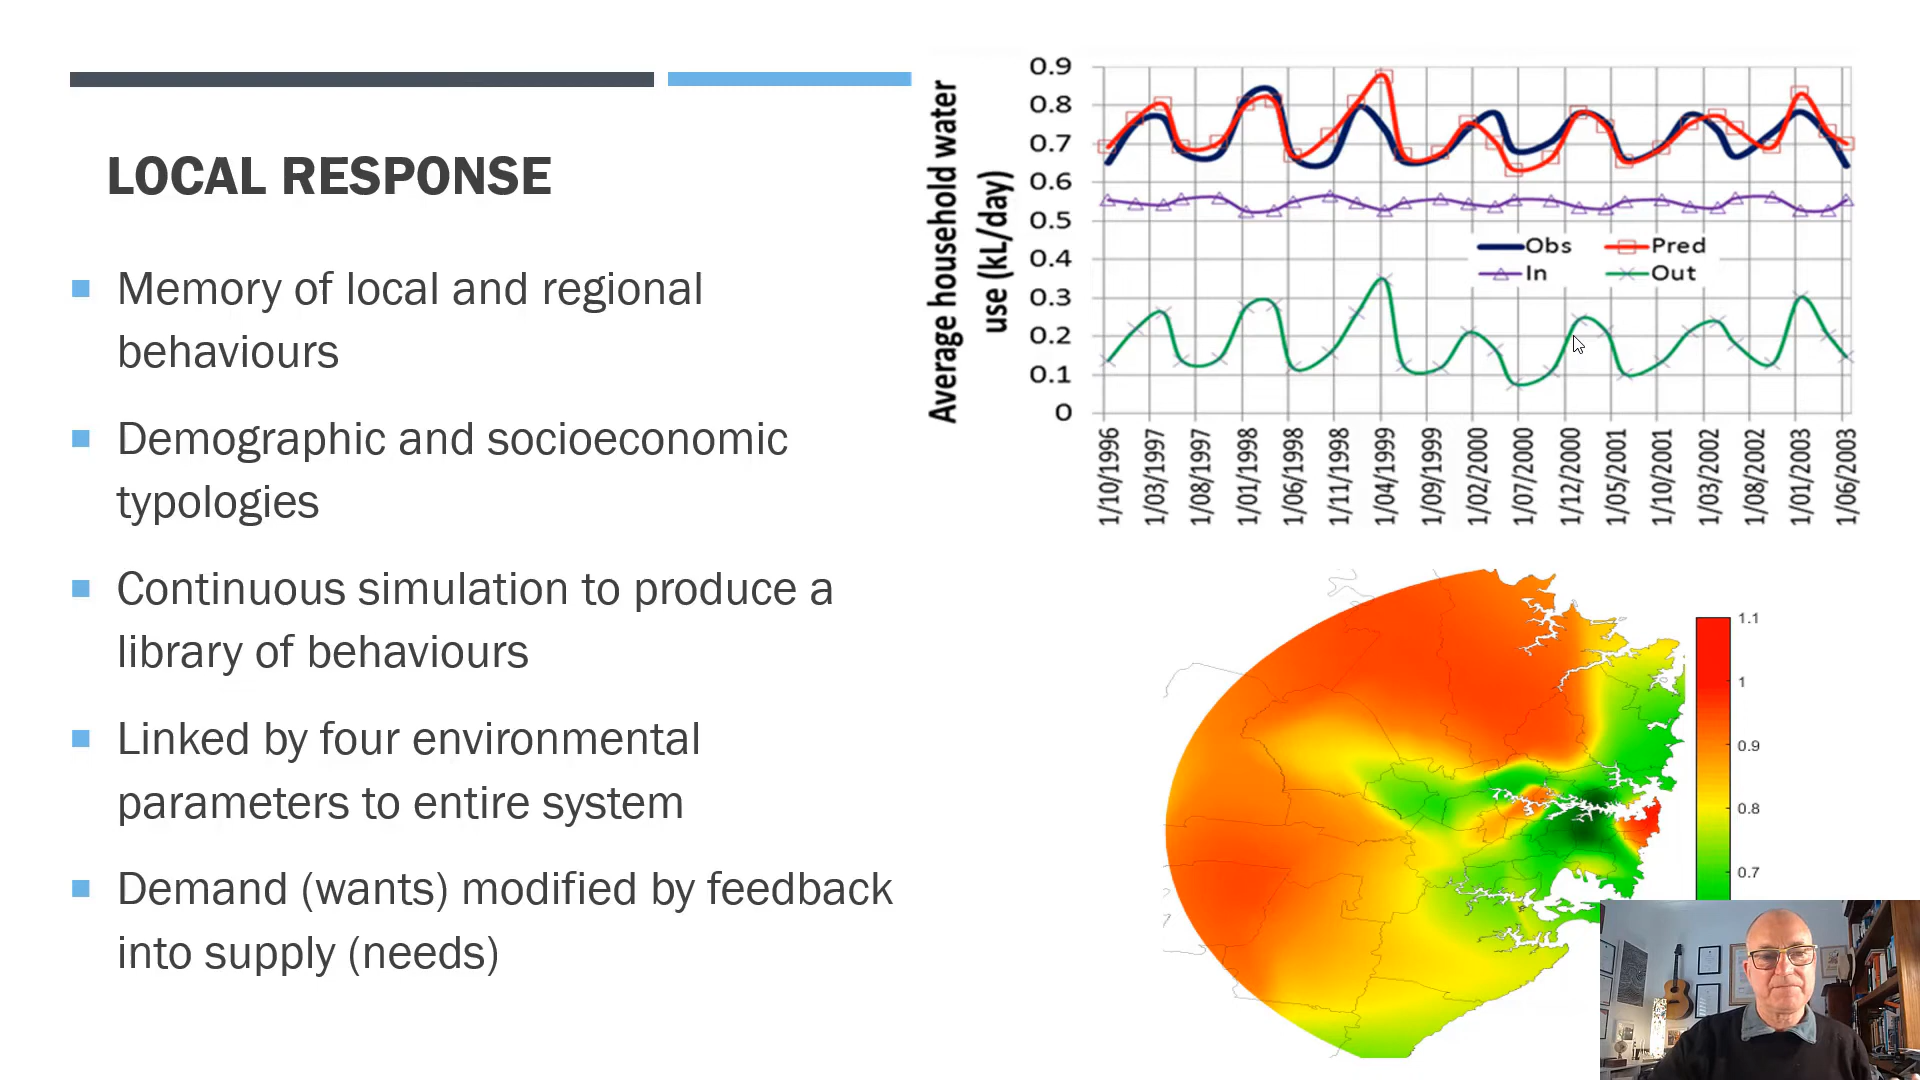 LOCAL RESPONSE
Memory of local and regional
behaviours
Demographic and socioeconomic
typologies
Continuous simulation to produce a
library of behaviours
Linked by four environmental
parameters to entire system
Demand (wants) modified by feedback
into supply (needs)
Average household water
use (kL/day)
0.9
0.8
0.7
0.6
0.5
0.4
0.3
0.2
0.1
0
Obs
Pred
In
Out
1/10/1996
1/03/1997
1/08/1997
1/01/1998
1/06/1998
1/11/1998
1/04/1999
1/09/1999
1/02/2000
1/07/2000
1/12/2000
1/05/2001
1/10/2001
1/03/2002
1/08/2002
1/01/2003
1/06/2003
1.1
1
0.9
0.8
0.7